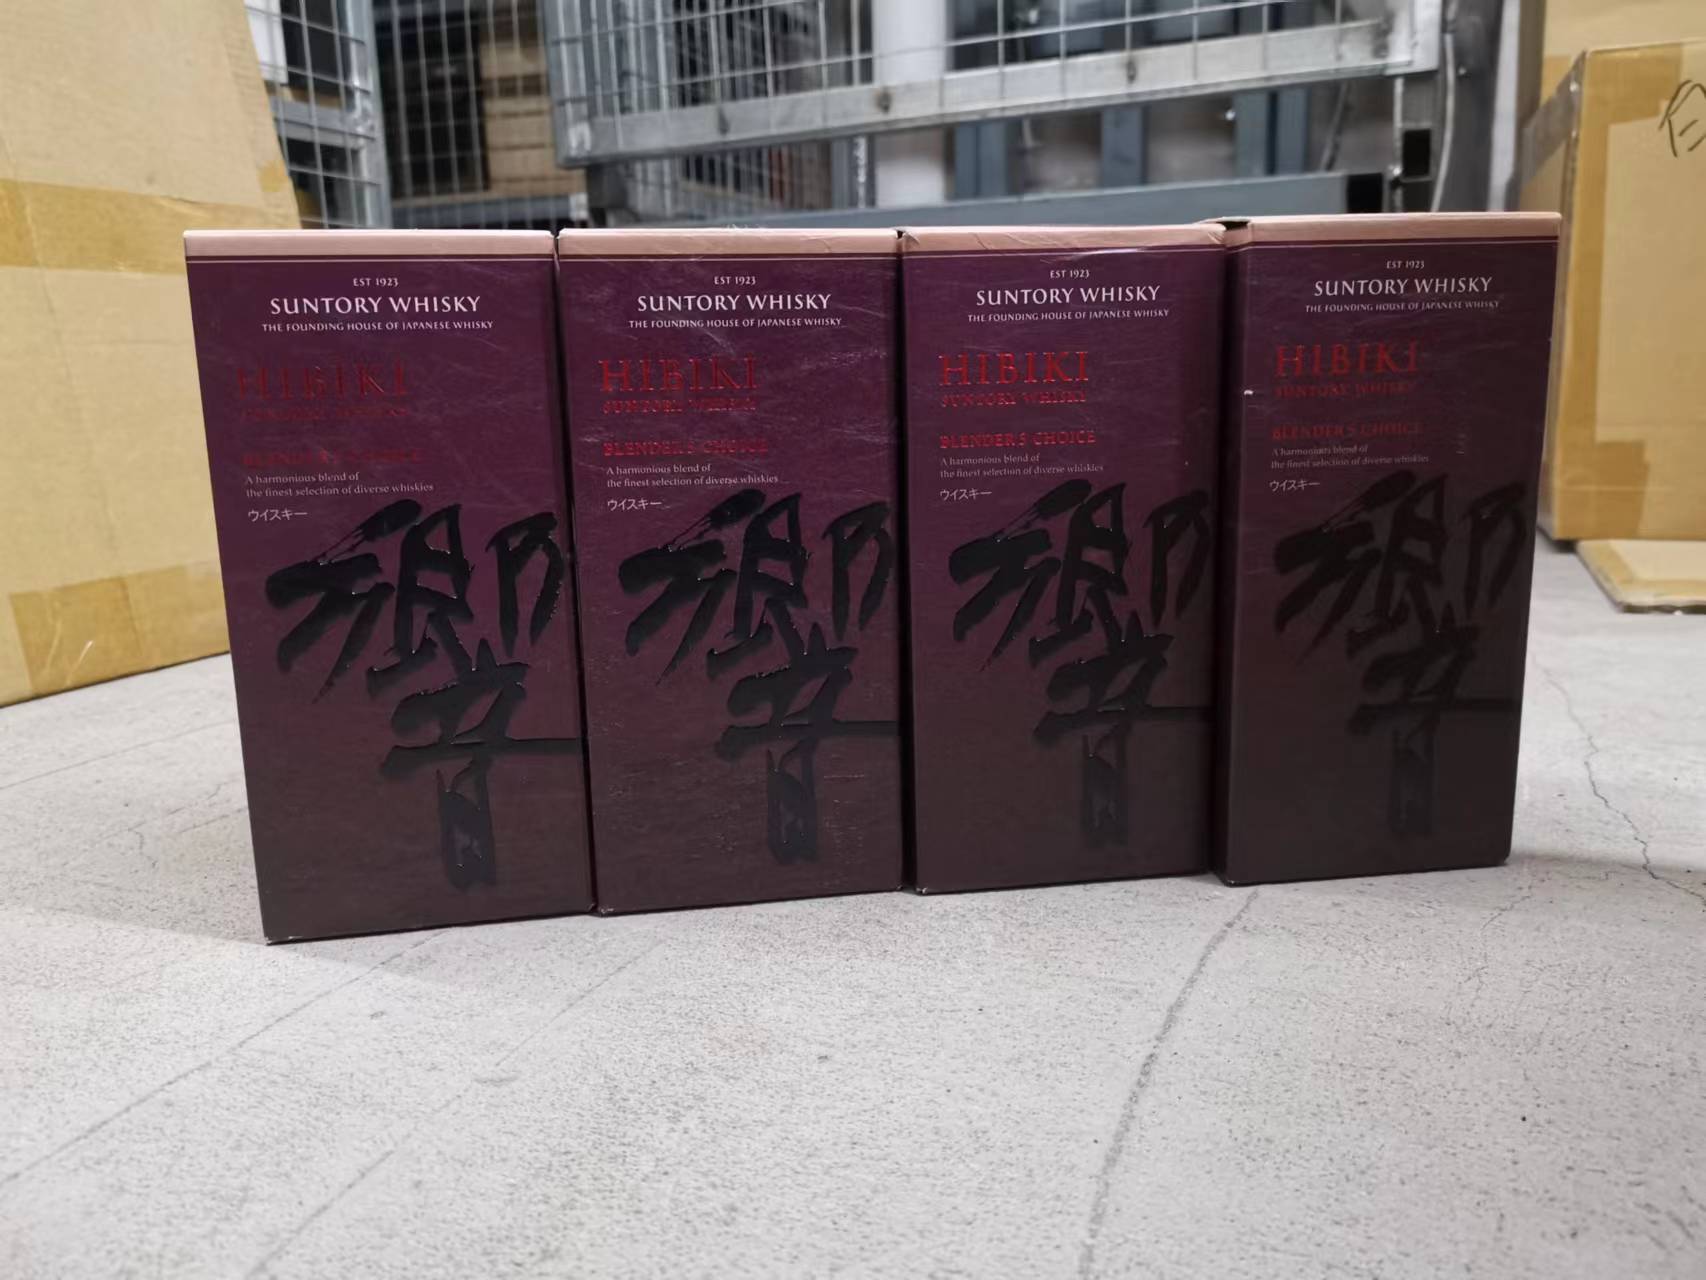 EST 1923
SUNTORY WHISKY
THE FOUNDING HOUSE OF JAPANESE WHISKY
HIBIKI
SUNTORY WHISKY
BLENDER'S CHOICE
A harmonious blend of
the finest selection of diverse whiskies
ウイスキー
響
EST 1923
SUNTORY WHISKY
THE FOUNDING HOUSE OF JAPANESE WHISKY
HIBIKI
SUNTORY WHISKY
BLENDER'S CHOICE
A harmonious blend of
the finest selection of diverse whiskies
ウイスキー
響
EST 1923
SUNTORY WHISKY
THE FOUNDING HOUSE OF JAPANESE WHISKY
HIBIKI
SUNTORY WHISKY
BLENDER'S CHOICE
A harmonious blend of
the finest selection of diverse whiskies
ウイスキー
響
EST 1923
SUNTORY WHISKY
THE FOUNDING HOUSE OF JAPANESE WHISKY
HIBIKI
SUNTORY WHISKY
BLENDER'S CHOICE
A harmonious blend of
the finest selection of diverse whiskies
ウイスキー
響